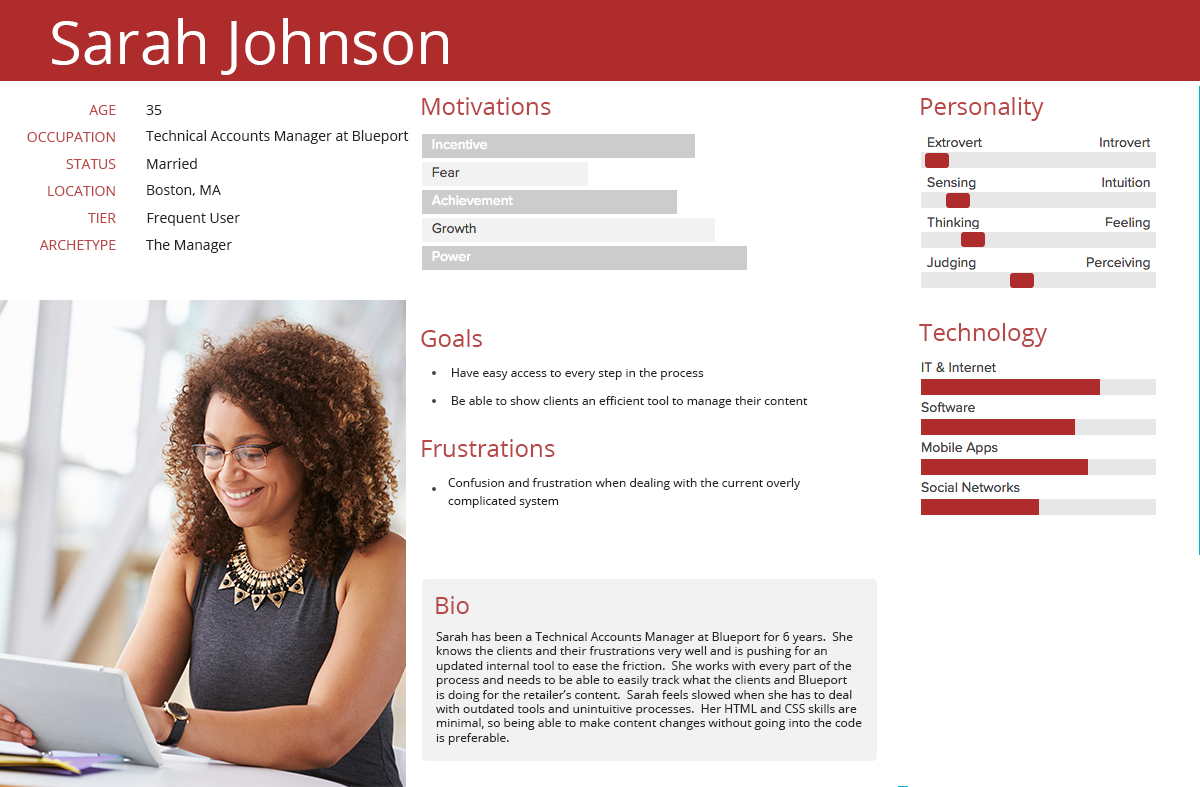 Sarah Johnson
AGE 35
OCCUPATION Technical Accounts Manager at Blueport
STATUS Married
LOCATION Boston, MA
TIER Frequent User
ARCHETYPE The Manager
Motivations
Incentive
Fear
Achievement
Growth
Power
Goals
Have easy access to every step in the process
Be able to show clients an efficient tool to manage their content
Frustrations
Confusion and frustration when dealing with the current overly
complicated system
Bio
Sarah has been a Technical Accounts Manager at Blueport for 6 years. She
knows the clients and their frustrations very well and is pushing for an
updated internal tool to ease the friction. She works with every part of the
process and needs to be able to easily track what the clients and Blueport
is doing for the retailer’s content. Sarah feels slowed when she has to deal
with outdated tools and unintuitive processes. Her HTML and CSS skills are
minimal, so being able to make content changes without going into the code
is preferable.
Personality
Extrovert Introvert
Sensing Intuition
Thinking Feeling
Judging Perceiving
Technology
IT & Internet
Software
Mobile Apps
Social Networks